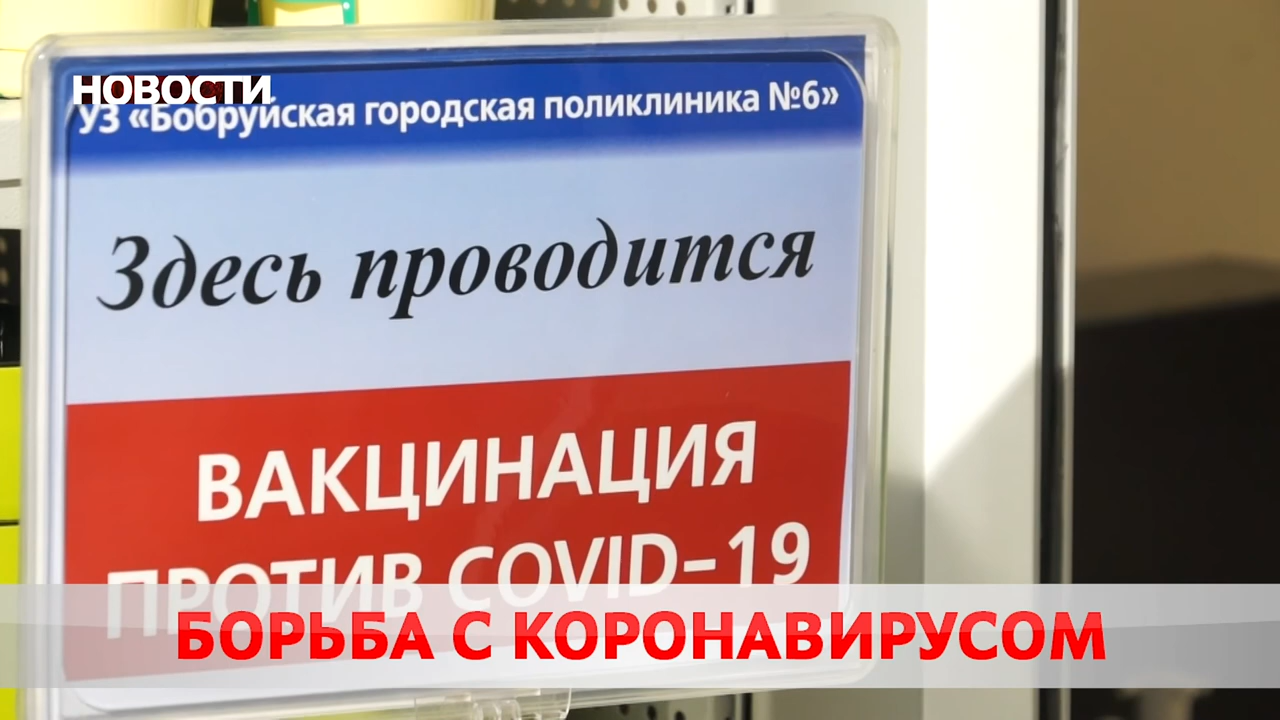 НОВОСТИ
УЗ «Бобруйская городская поликлиника №6»
Здесь проводится
ВАКЦИНАЦИЯ
ПРОТИВ COVID-19
БОРЬБА С КОРОНАВИРУСОМ